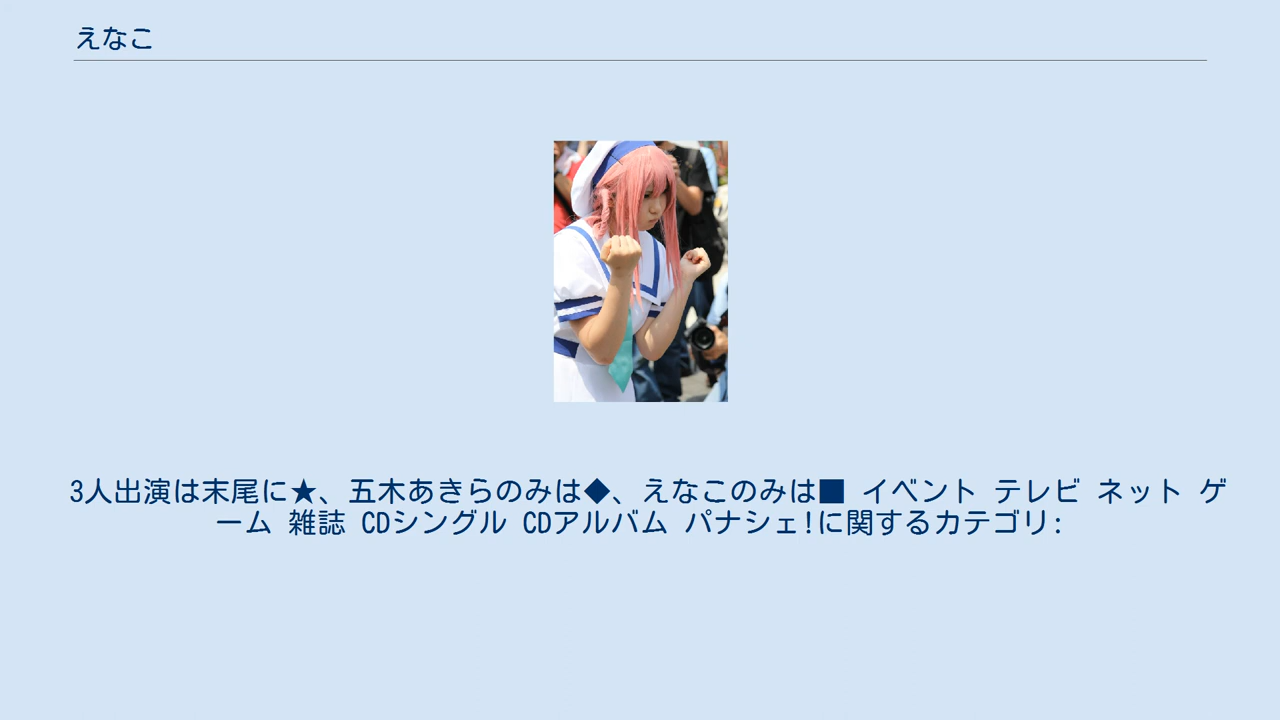 えなこ
3人出演は末尾に★、五木あきらのみは◆、えなこのみは■ イベント テレビ ネット ゲ
ーム 雑誌 CDシングル CDアルバム パナシェ!に関するカテゴリ: